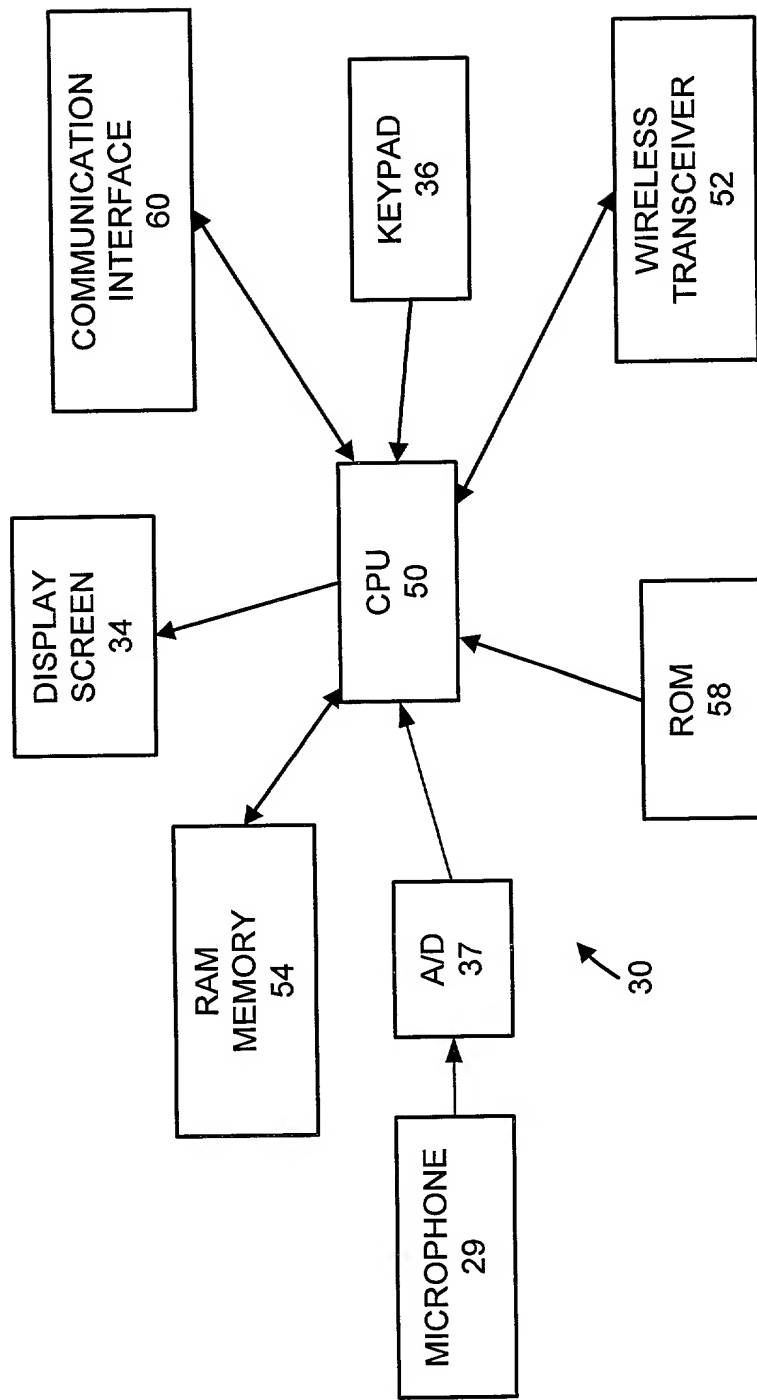 DISPLAY
SCREEN
34
COMMUNICATION
INTERFACE
60
RAM
MEMORY
54
CPU
50
KEYPAD
36
MICROPHONE
29
A/D
37
30
ROM
58
WIRELESS
TRANSCEIVER
52